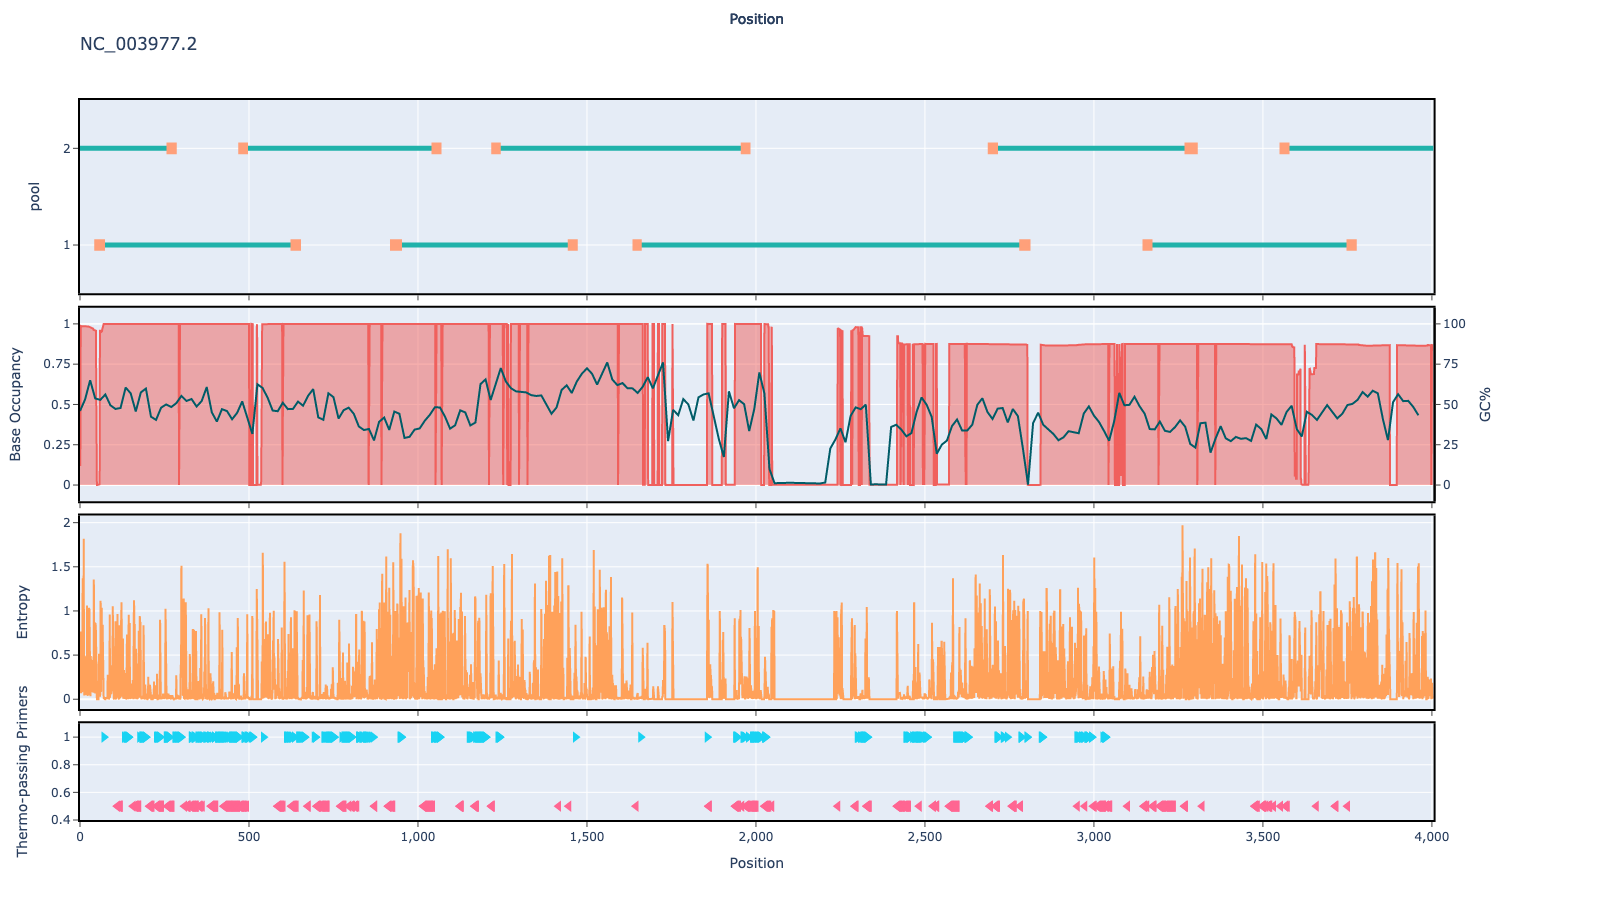 Position
NC_003977.2
2
1
pool
1
0.75
0.5
0.25
0
Base Occupancy
100
75
50
25
0
GC%
2
1.5
1
0.5
0
Entropy
1
0.8
0.6
0.4
Thermo-passing Primers
0 500 1,000 1,500 2,000 2,500 3,000 3,500 4,000
Position